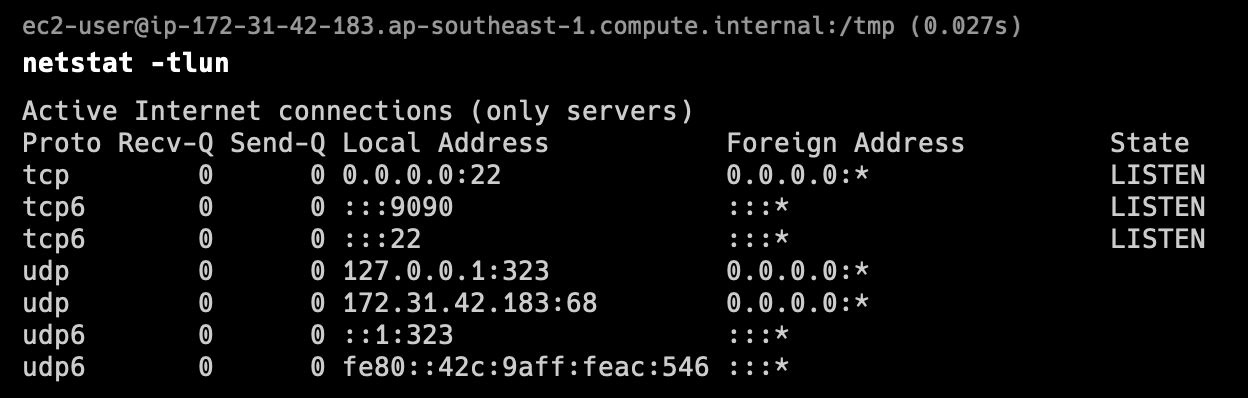 ec2-user@ip-172-31-42-183.ap-southeast-1.compute.internal:/tmp (0.027s)
netstat -tlun
Active Internet connections (only servers)
Proto Recv-Q Send-Q Local Address           Foreign Address         State
tcp        0      0 0.0.0.0:22              0.0.0.0:*               LISTEN
tcp6       0      0 :::9090                 :::*                    LISTEN
tcp6       0      0 :::22                   :::*                    LISTEN
udp        0      0 127.0.0.1:323           0.0.0.0:*
udp        0      0 172.31.42.183:68        0.0.0.0:*
udp6       0      0 ::1:323                 :::*
udp6       0      0 fe80::42c:9aff:feac:546 :::*